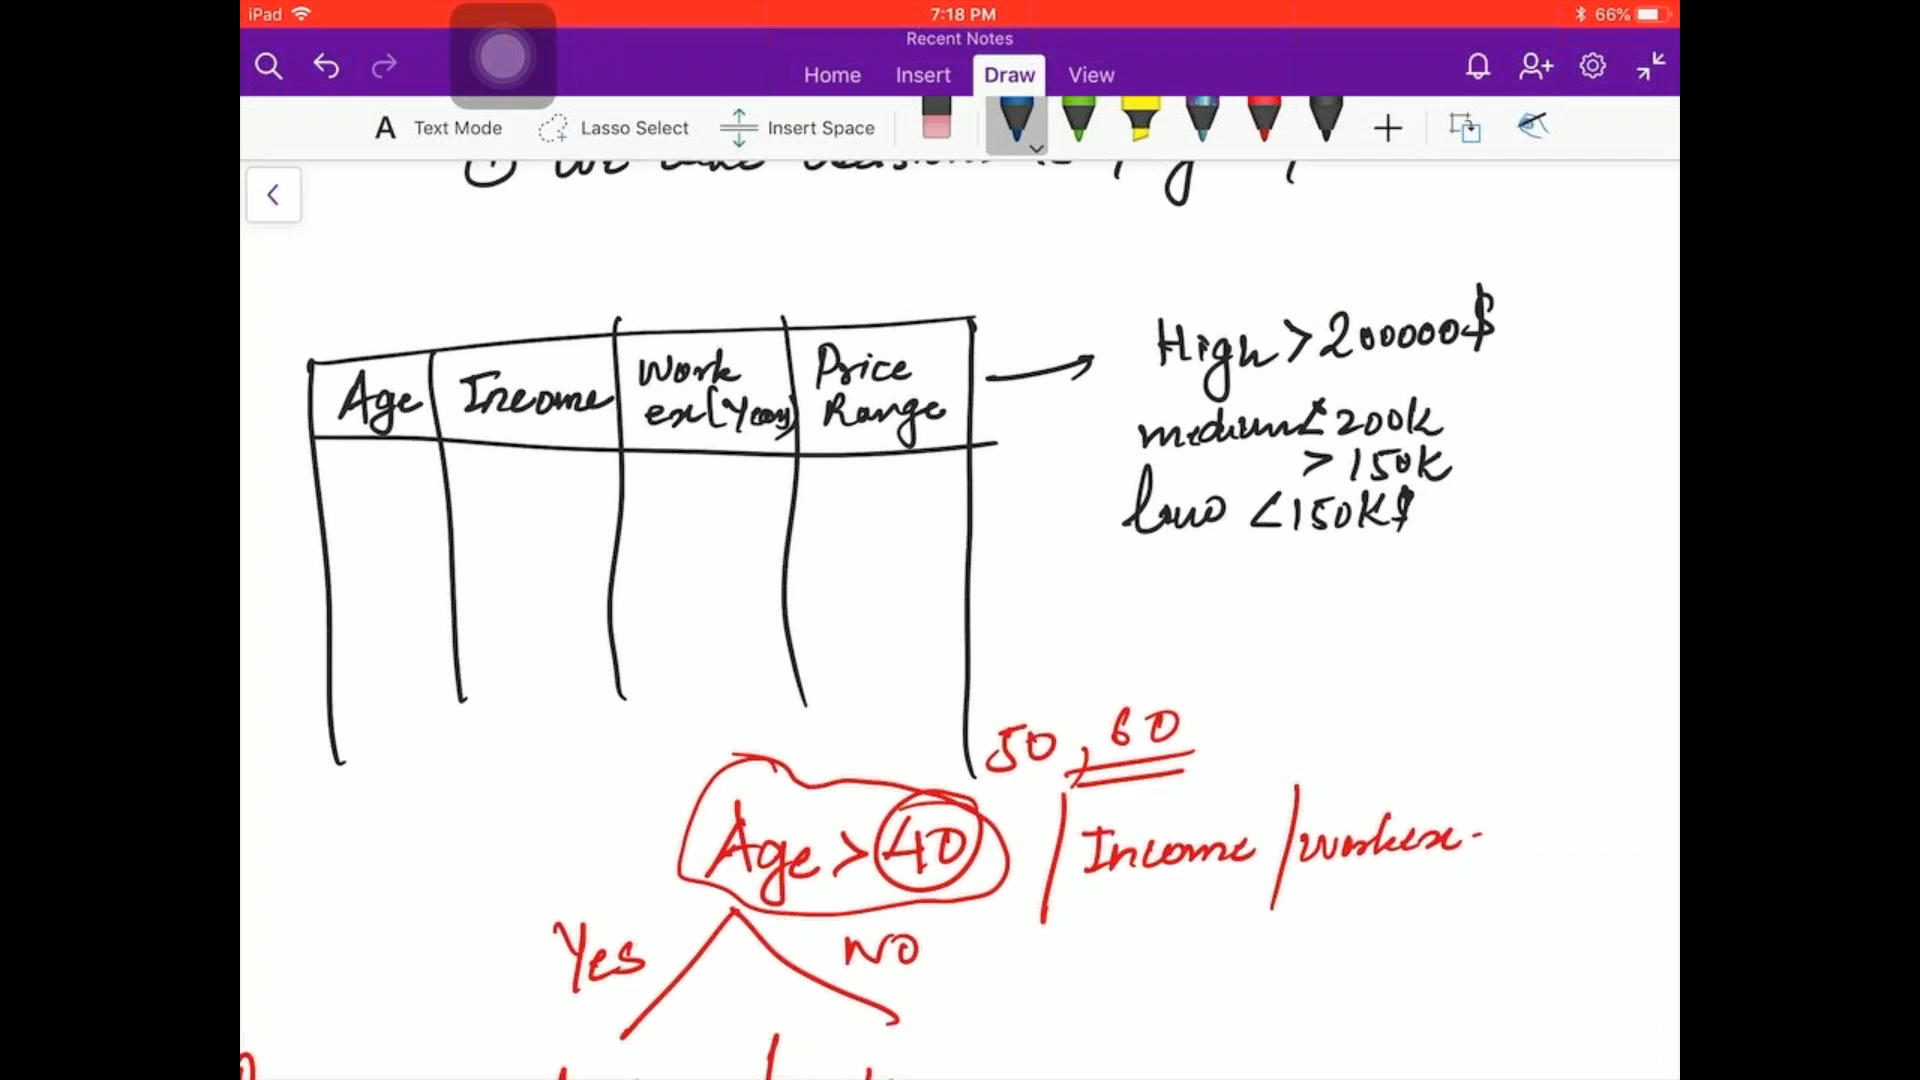 iPad 7:18 PM 66%
Recent Notes
Home Insert Draw View
A Text Mode Lasso Select Insert Space
Age Income Work ex(Years) Price Range
High > 200000$
medium < 200K
> 150K
low < 150K$
50, 60
Age > 40 / Income / workex.
Yes NO